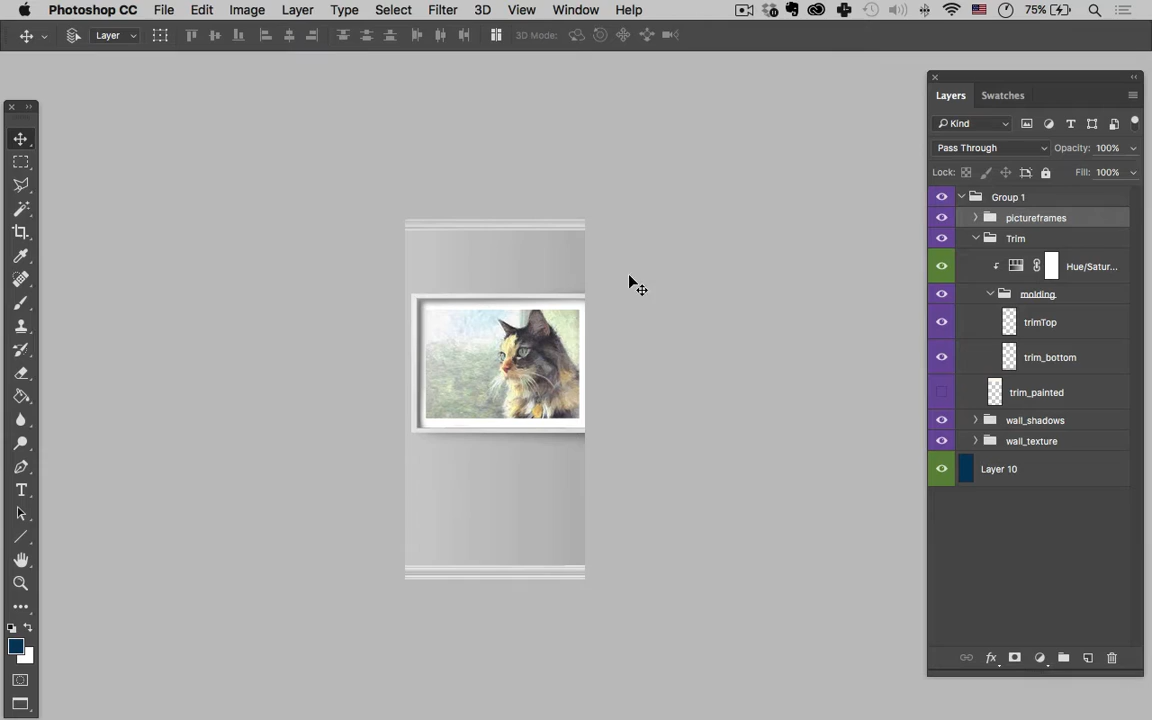 Photoshop CC File Edit Image Layer Type Select Filter 3D View Window Help 75%
Layer 3D Mode:
Layers Swatches
Kind
Pass Through Opacity: 100%
Lock: Fill: 100%
Group 1
pictureframes
Trim
Hue/Satur...
molding
trimTop
trim_bottom
trim_painted
wall_shadows
wall_texture
Layer 10
fx